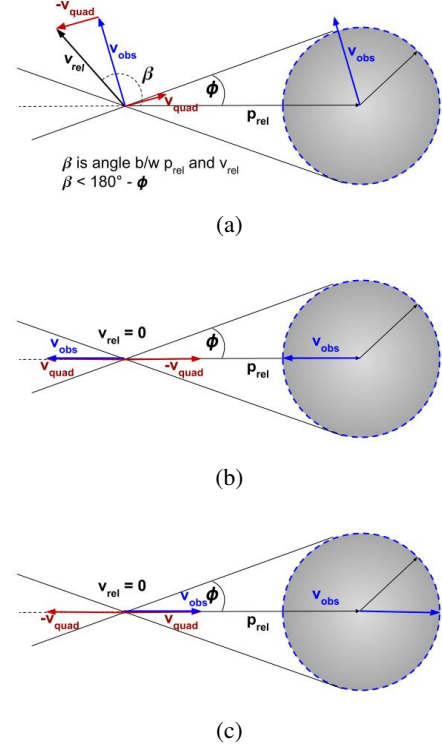 -v_quad
v_obs
v_rel
β
v_quad
ϕ
p_rel
v_obs
β is angle b/w p_rel and v_rel
β < 180° - ϕ
(a)
v_rel = 0
v_obs
v_quad
-v_quad
ϕ
p_rel
v_obs
(b)
v_rel = 0
-v_quad
v_obs
v_quad
ϕ
p_rel
v_obs
(c)